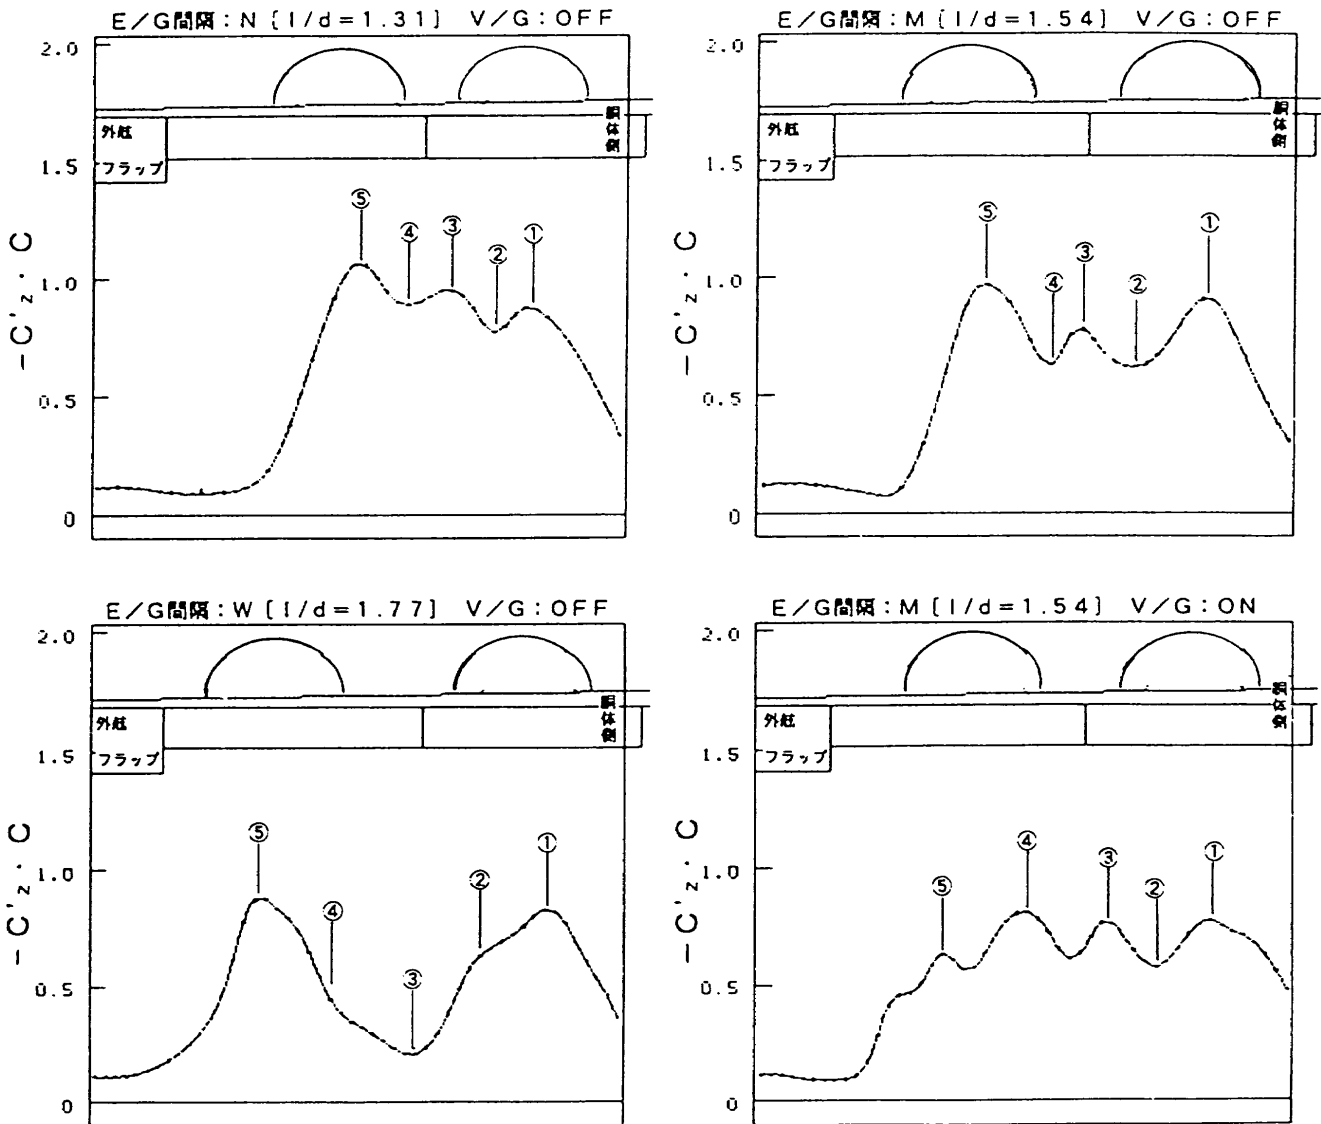 E/G間隔:N [l/d=1.31] V/G:OFF
2.0
外舷
フラップ
胴体側
1.5
⑤
④
③
②
①
1.0
-C'z・C
0.5
0
E/G間隔:M [l/d=1.54] V/G:OFF
2.0
外舷
フラップ
胴体側
1.5
⑤
④
③
②
①
1.0
-C'z・C
0.5
0
E/G間隔:W [l/d=1.77] V/G:OFF
2.0
外舷
フラップ
胴体側
1.5
⑤
④
③
②
①
1.0
-C'z・C
0.5
0
E/G間隔:M [l/d=1.54] V/G:ON
2.0
外舷
フラップ
胴体側
1.5
⑤
④
③
②
①
1.0
-C'z・C
0.5
0